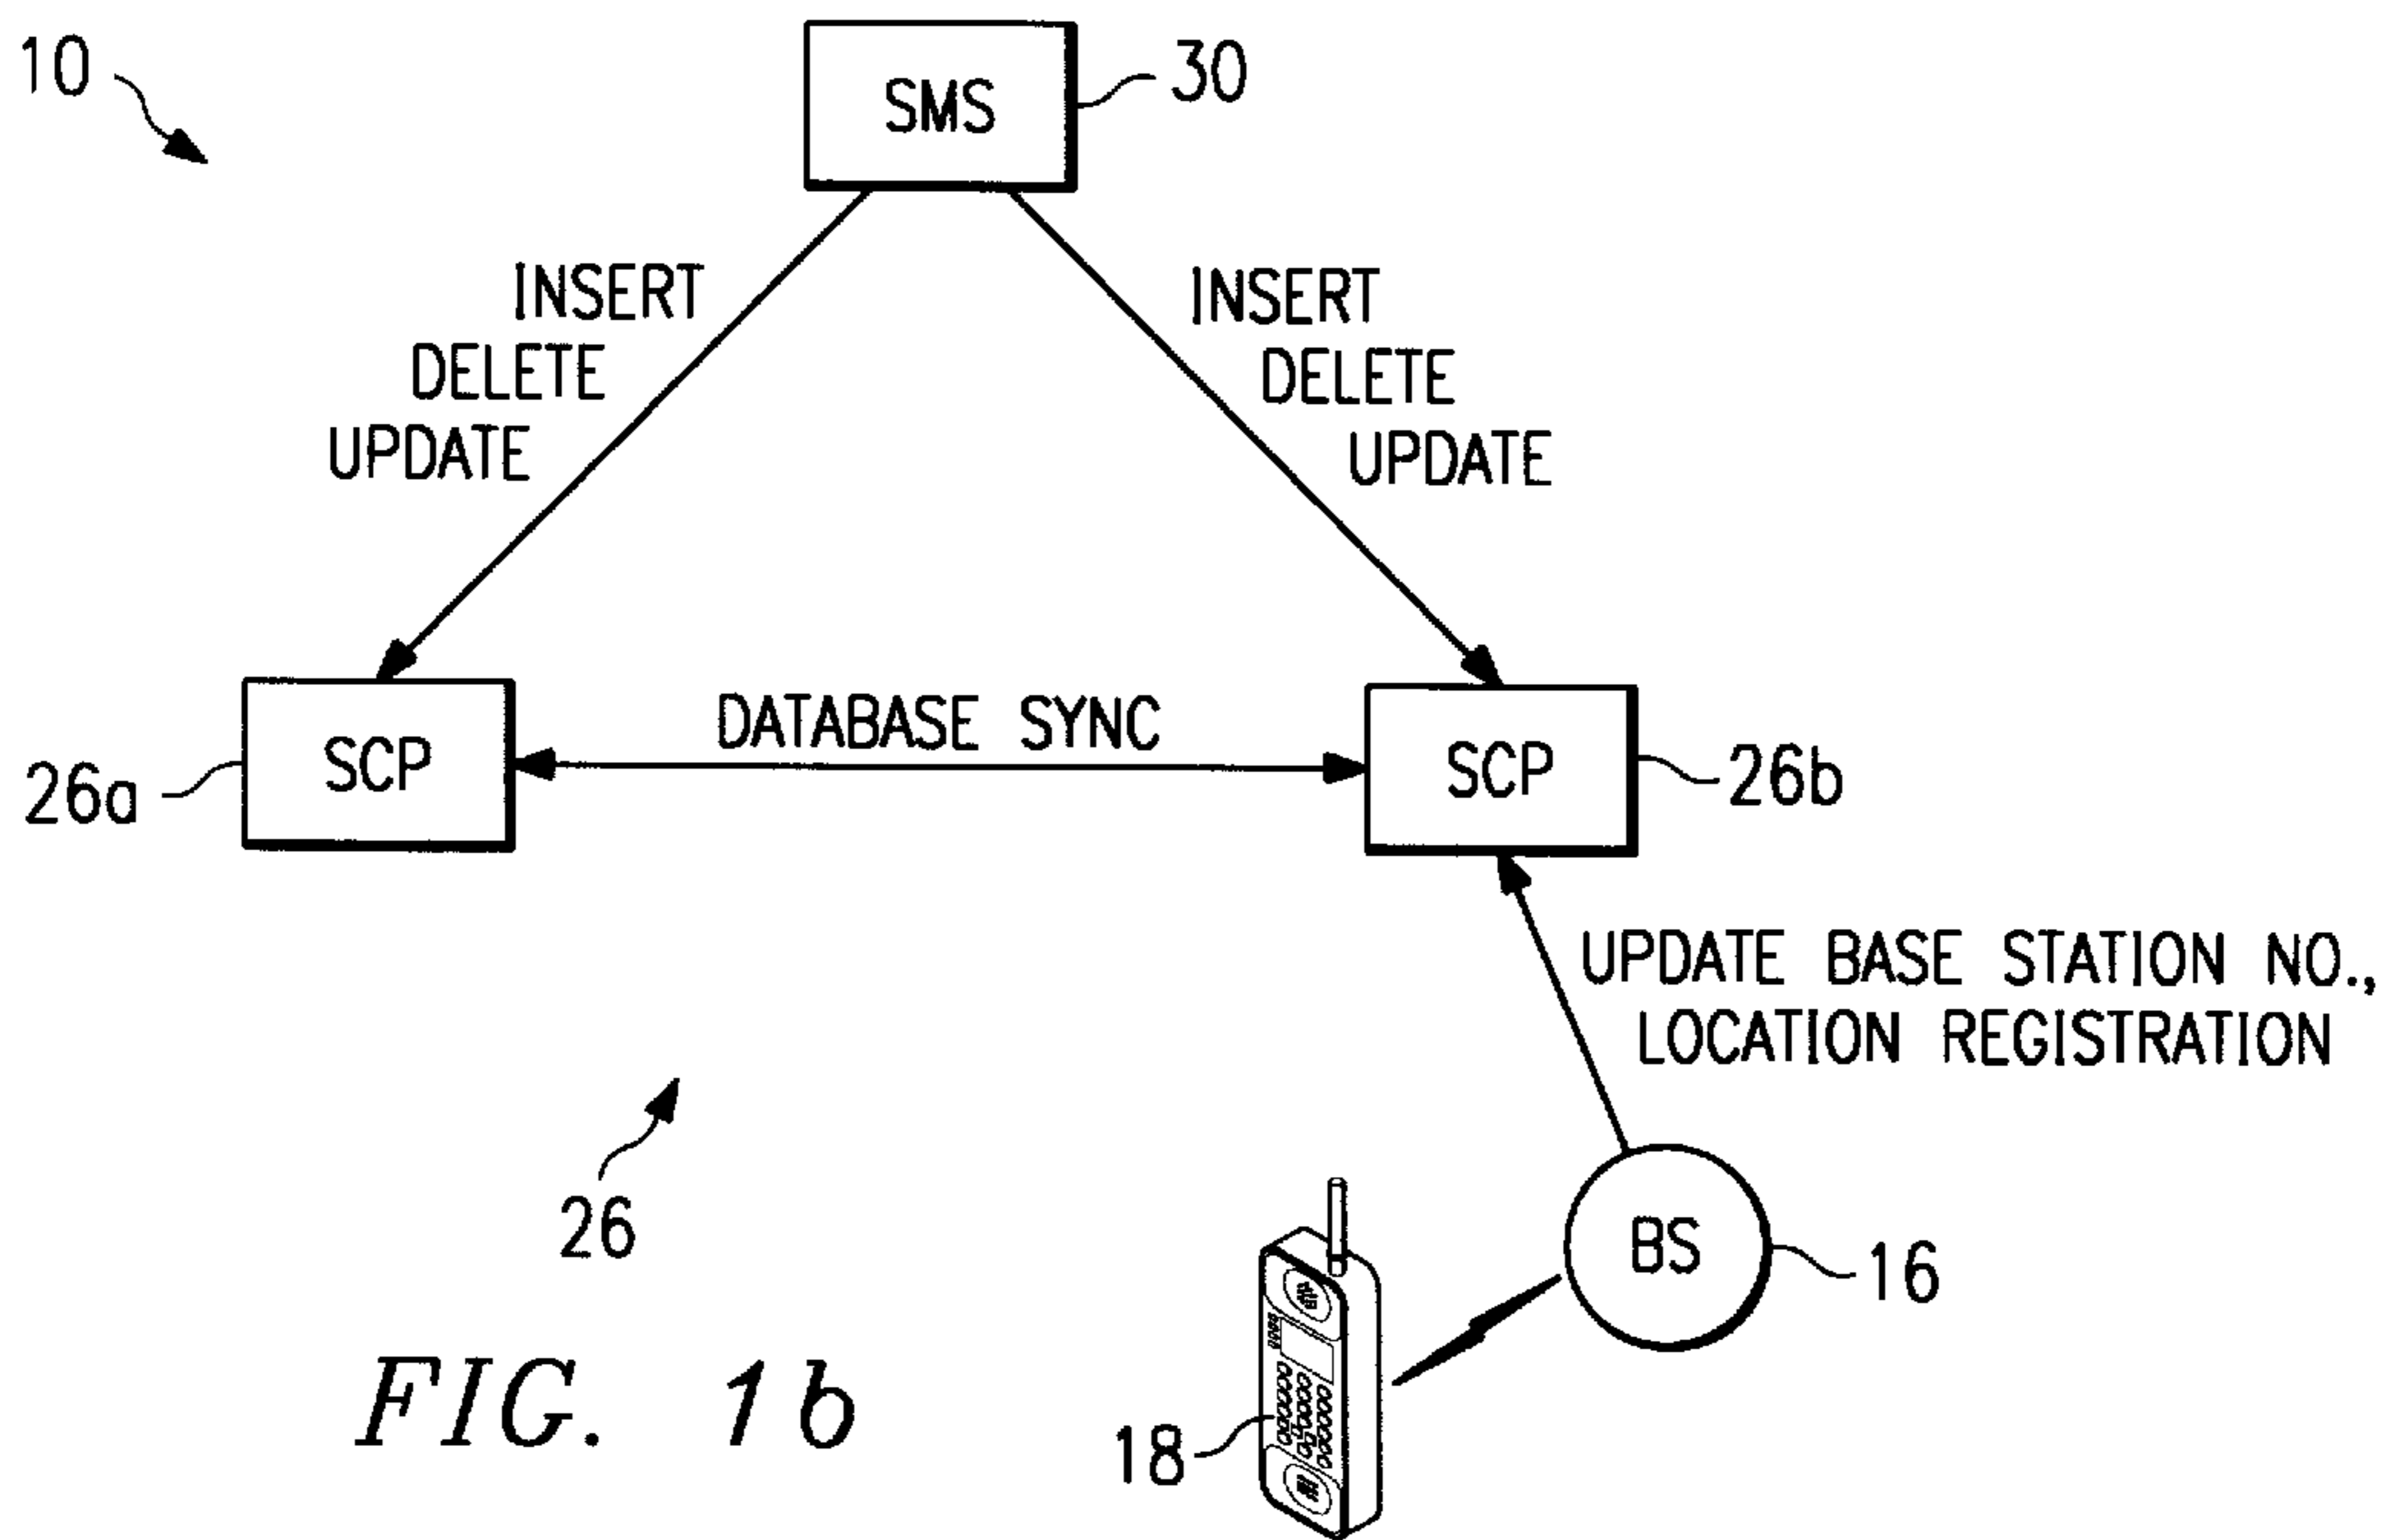 10
SMS
30
INSERT
DELETE
UPDATE
INSERT
DELETE
UPDATE
DATABASE SYNC
SCP
26a
SCP
26b
UPDATE BASE STATION NO.,
LOCATION REGISTRATION
26
BS
16
18
FIG. 1b